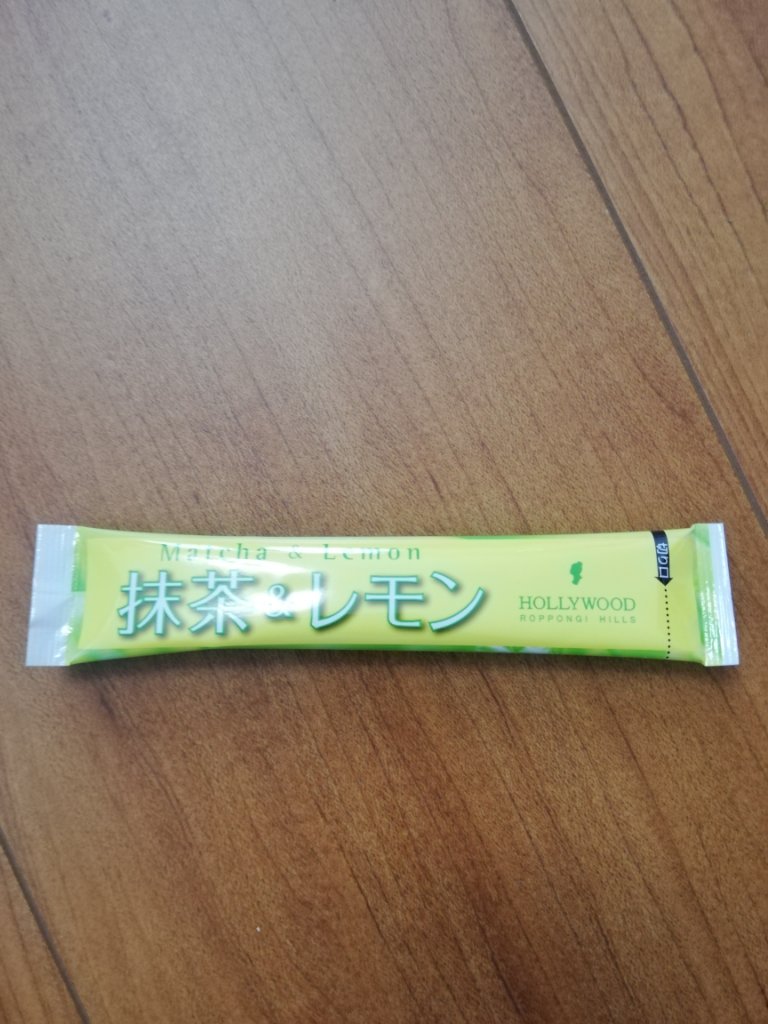 Matcha & Lemon
抹茶&レモン
HOLLYWOOD
ROPPONGI HILLS
切り口